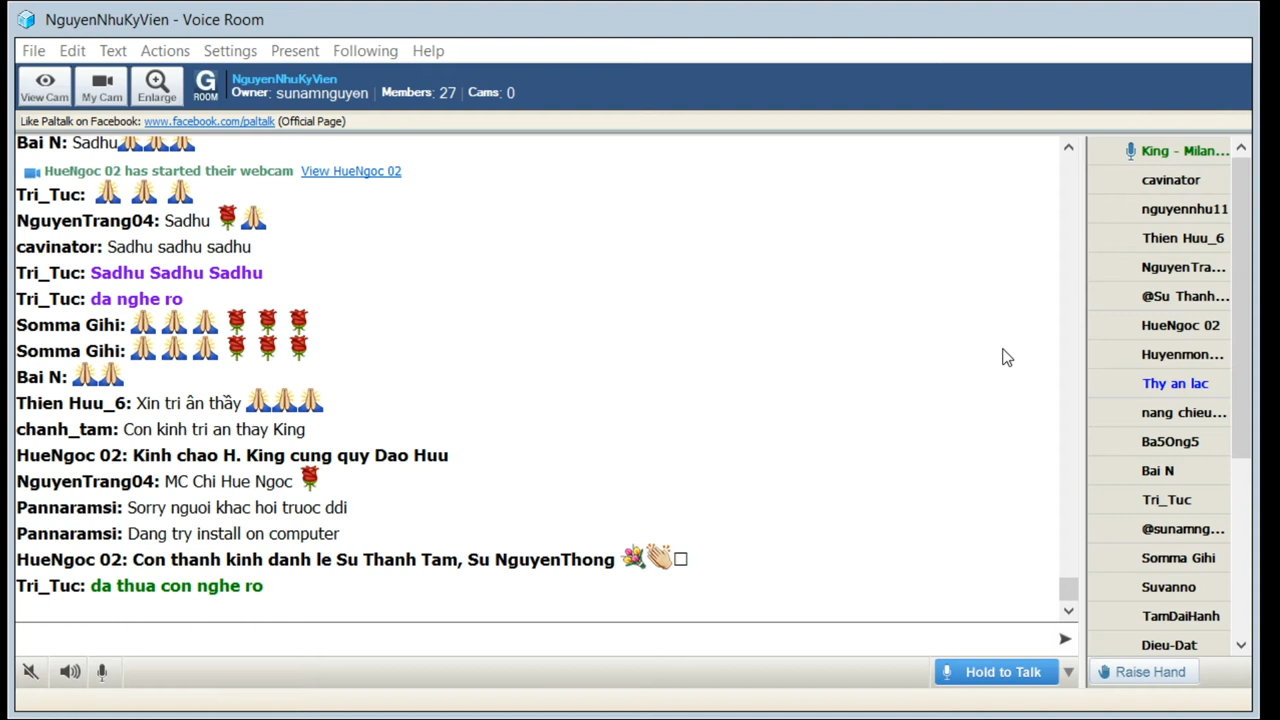 NguyenNhuKyVien - Voice Room
File Edit Text Actions Settings Present Following Help
View Cam
My Cam
Enlarge
G ROOM
NguyenNhuKyVien
Owner: sunamnguyen | Members: 27 | Cams: 0
Like Paltalk on Facebook: www.facebook.com/paltalk (Official Page)
Bai N: Sadhu🙏🙏🙏
HueNgoc 02 has started their webcam View HueNgoc 02
Tri_Tuc: 🙏 🙏 🙏
NguyenTrang04: Sadhu 🌹🙏
cavinator: Sadhu sadhu sadhu
Tri_Tuc: Sadhu Sadhu Sadhu
Tri_Tuc: da nghe ro
Somma Gihi: 🙏 🙏 🙏 🌹 🌹 🌹
Somma Gihi: 🙏 🙏 🙏 🌹 🌹 🌹
Bai N: 🙏🙏
Thien Huu_6: Xin tri ân thầy 🙏🙏🙏
chanh_tam: Con kinh tri an thay King
HueNgoc 02: Kinh chao H. King cung quy Dao Huu
NguyenTrang04: MC Chi Hue Ngoc 🌹
Pannaramsi: Sorry nguoi khac hoi truoc ddi
Pannaramsi: Dang try install on computer
HueNgoc 02: Con thanh kinh danh le Su Thanh Tam, Su NguyenThong 💐👏□
Tri_Tuc: da thua con nghe ro
Hold to Talk
King - Milan...
cavinator
nguyennhu11
Thien Huu_6
NguyenTra...
@Su Thanh...
HueNgoc 02
Huyenmon...
Thy an lac
nang chieu...
Ba5Ong5
Bai N
Tri_Tuc
@sunamng...
Somma Gihi
Suvanno
TamDaiHanh
Dieu-Dat
Raise Hand